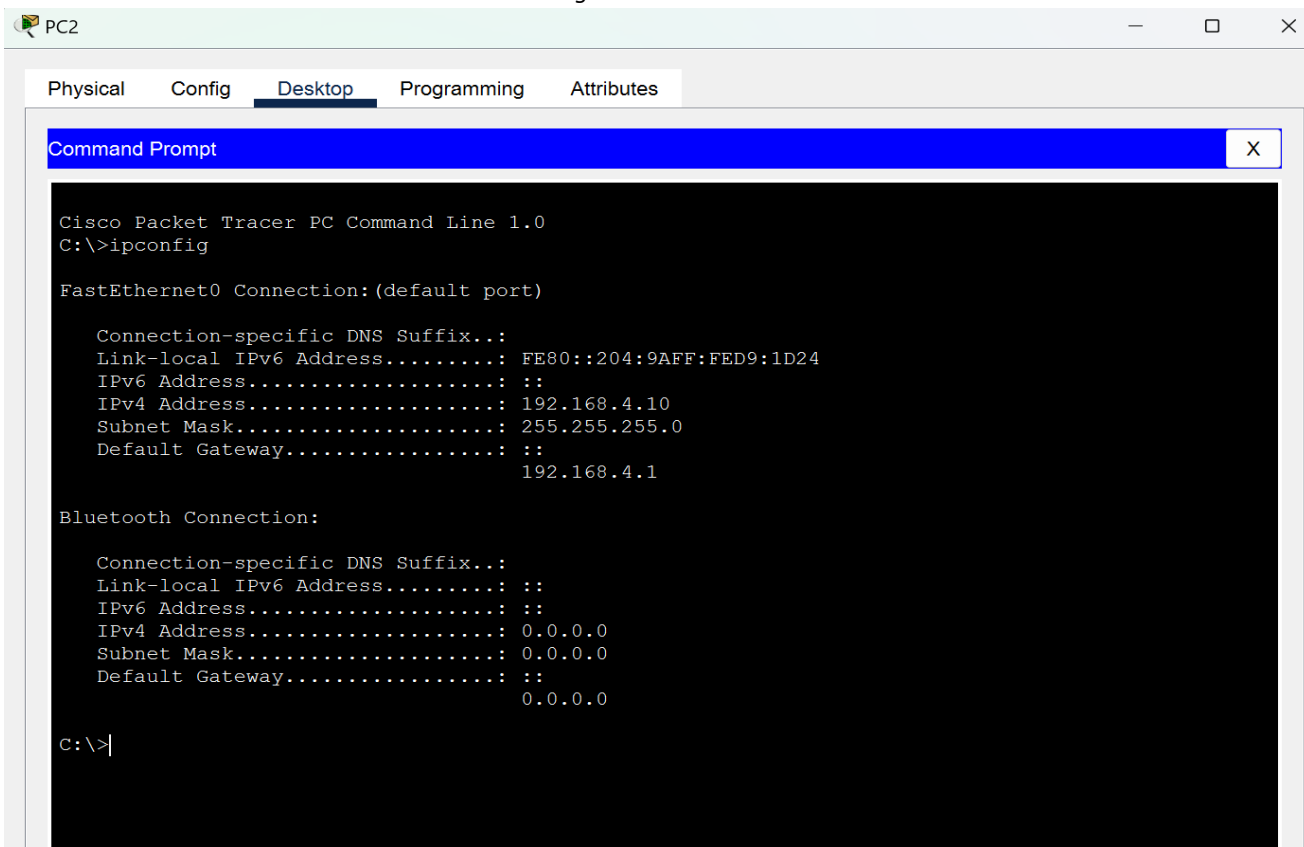 PC2
Physical Config Desktop Programming Attributes
Command Prompt
X
Cisco Packet Tracer PC Command Line 1.0
C:\>ipconfig
FastEthernet0 Connection:(default port)
Connection-specific DNS Suffix..:
Link-local IPv6 Address.........: FE80::204:9AFF:FED9:1D24
IPv6 Address....................: ::
IPv4 Address....................: 192.168.4.10
Subnet Mask.....................: 255.255.255.0
Default Gateway.................: ::
192.168.4.1
Bluetooth Connection:
Connection-specific DNS Suffix..:
Link-local IPv6 Address.........: ::
IPv6 Address....................: ::
IPv4 Address....................: 0.0.0.0
Subnet Mask.....................: 0.0.0.0
Default Gateway.................: ::
0.0.0.0
C:\>